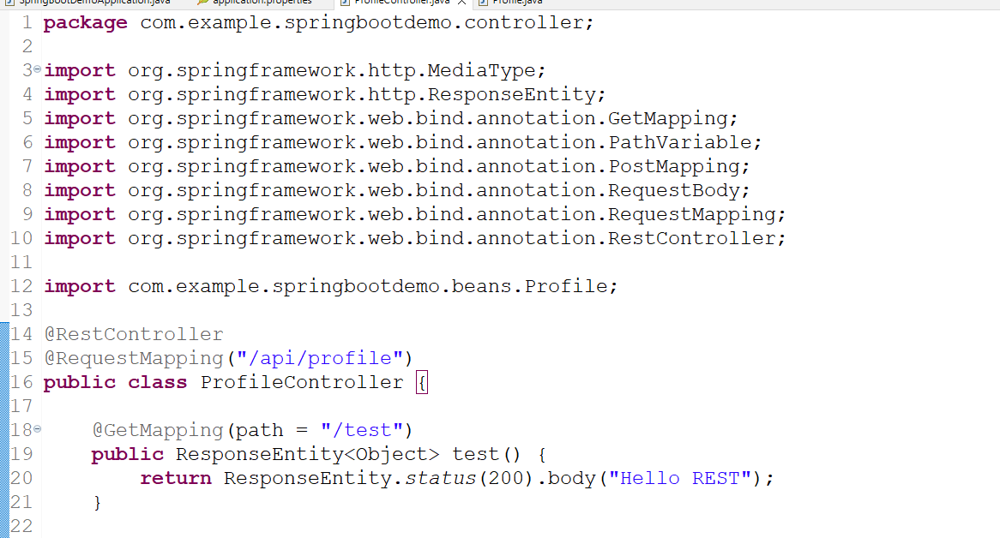 SpringBootDemoApplication.java application.properties ProfileController.java Profile.java
1 package com.example.springbootdemo.controller;
2
3 import org.springframework.http.MediaType;
4 import org.springframework.http.ResponseEntity;
5 import org.springframework.web.bind.annotation.GetMapping;
6 import org.springframework.web.bind.annotation.PathVariable;
7 import org.springframework.web.bind.annotation.PostMapping;
8 import org.springframework.web.bind.annotation.RequestBody;
9 import org.springframework.web.bind.annotation.RequestMapping;
10 import org.springframework.web.bind.annotation.RestController;
11
12 import com.example.springbootdemo.beans.Profile;
13
14 @RestController
15 @RequestMapping("/api/profile")
16 public class ProfileController {
17
18 @GetMapping(path = "/test")
19 public ResponseEntity<Object> test() {
20 return ResponseEntity.status(200).body("Hello REST");
21 }
22